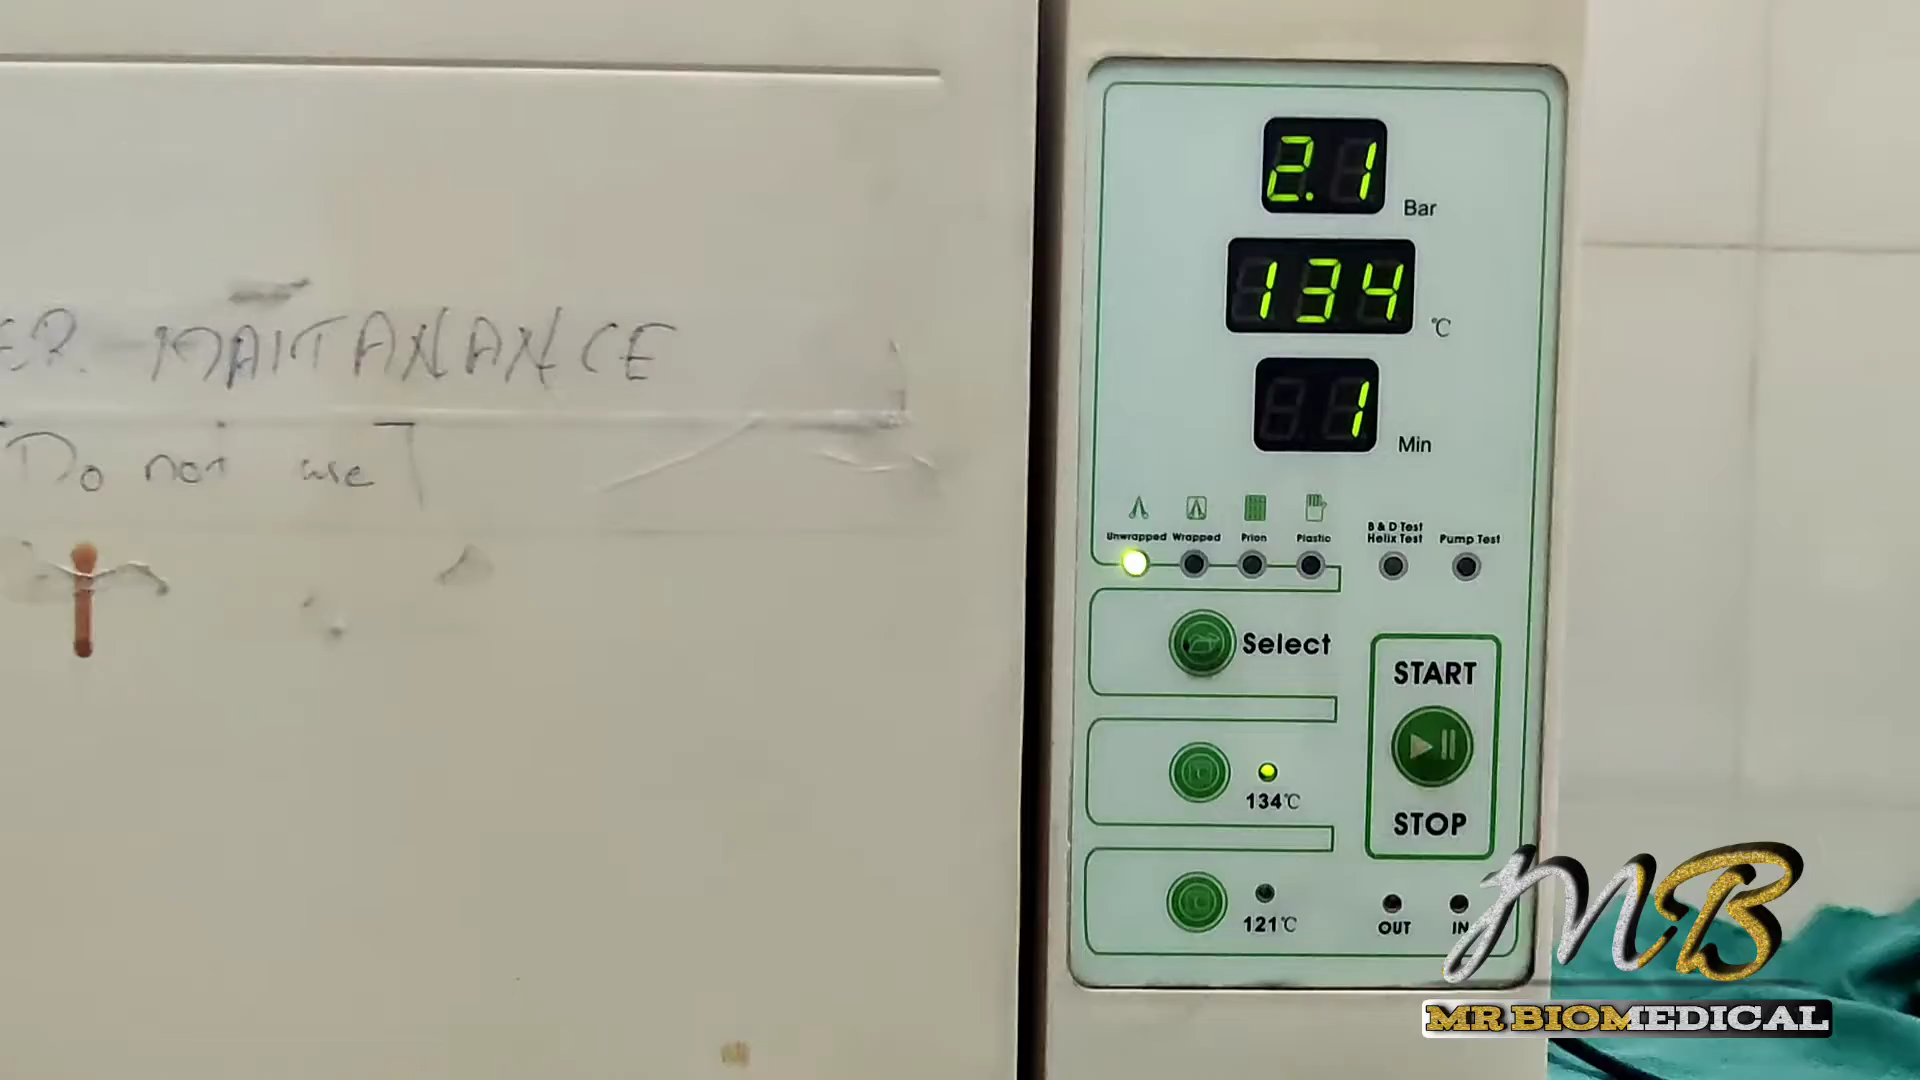 2.1
Bar
134
℃
1
Min
MAITANANCE
Do not use
Unwrapped Wrapped Prion Plastic
B & D Test
Helix Test
Pump Test
Select
START
STOP
134℃
121℃
OUT
IN
MB
MR BIOMEDICAL